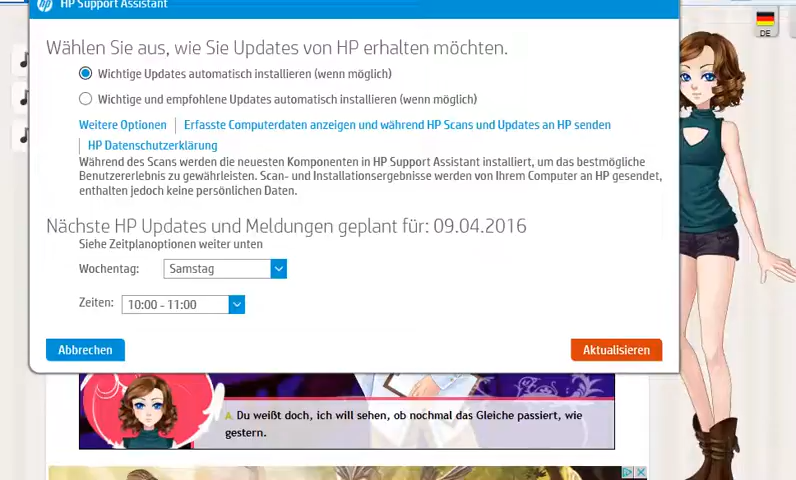 HP Support Assistant
DE
Wählen Sie aus, wie Sie Updates von HP erhalten möchten.
Wichtige Updates automatisch installieren (wenn möglich)
Wichtige und empfohlene Updates automatisch installieren (wenn möglich)
Weitere Optionen Erfasste Computerdaten anzeigen und während HP Scans und Updates an HP senden
HP Datenschutzerklärung
Während des Scans werden die neuesten Komponenten in HP Support Assistant installiert, um das bestmögliche
Benutzererlebnis zu gewährleisten. Scan- und Installationsergebnisse werden von Ihrem Computer an HP gesendet,
enthalten jedoch keine persönlichen Daten.
Nächste HP Updates und Meldungen geplant für: 09.04.2016
Siehe Zeitplanoptionen weiter unten
Wochentag: Samstag
Zeiten: 10:00 - 11:00
Abbrechen Aktualisieren
A. Du weißt doch, ich will sehen, ob nochmal das Gleiche passiert, wie
gestern.